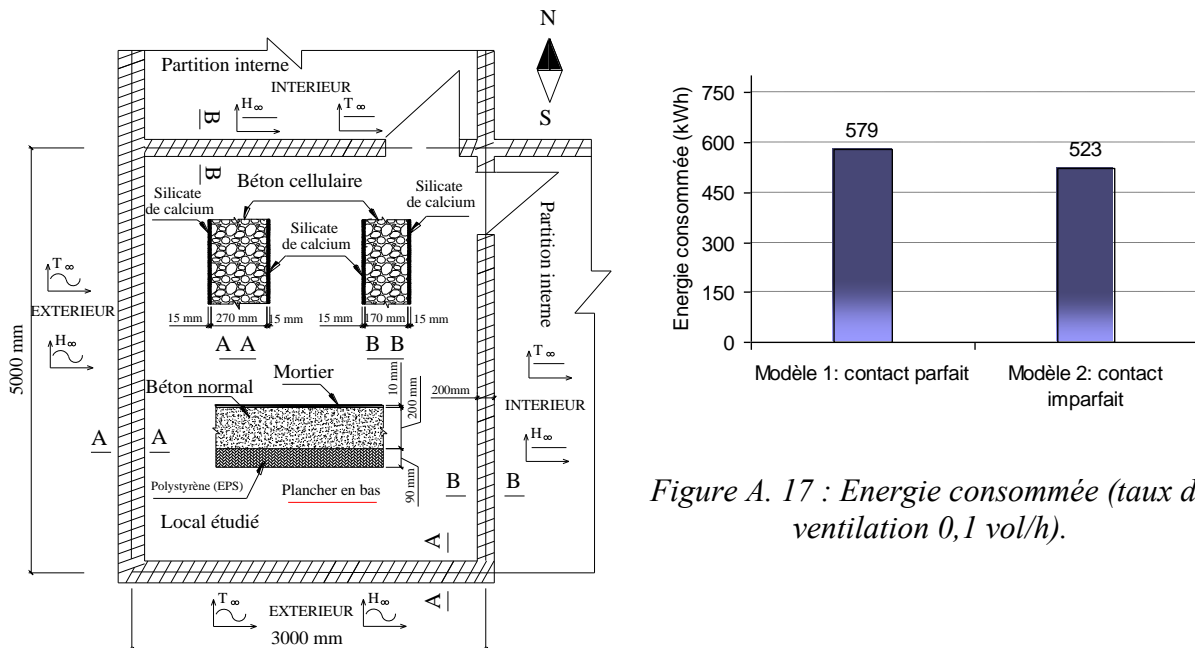 N
Partition interne
INTERIEUR
B
H∞
T∞
S
B
Béton cellulaire
Silicate
de calcium
Silicate
de calcium
Silicate
de calcium
Partition interne
T∞
EXTERIEUR
H∞
15 mm
270 mm
15 mm
15 mm
170 mm
15 mm
A A
B B
5000 mm
Mortier
Béton normal
10 mm
200 mm
90 mm
200mm
T∞
INTERIEUR
H∞
A
A
Polystyrène (EPS)
Plancher en bas
B
B
Local étudié
A
A
T∞
EXTERIEUR
H∞
3000 mm
Energie consommée (kWh)
750
600
450
300
150
0
579
523
Modèle 1: contact parfait
Modèle 2: contact
imparfait
Figure A. 17 : Energie consommée (taux d
ventilation 0,1 vol/h).